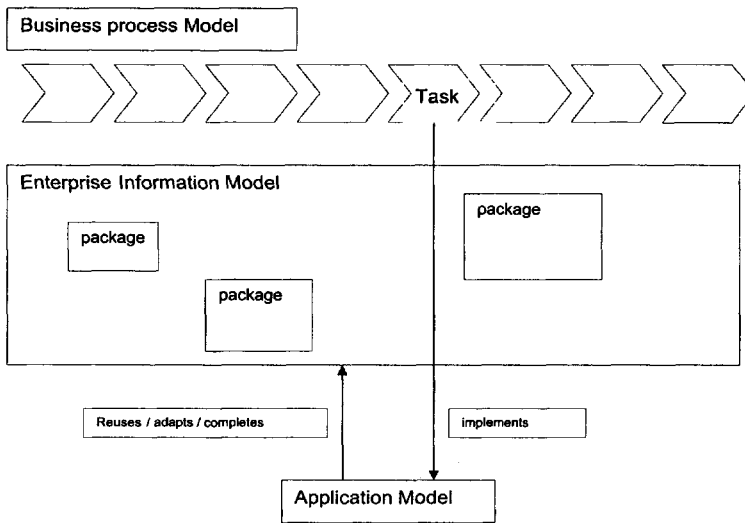 Business process Model
Task
Enterprise Information Model
package
package
package
Reuses / adapts / completes
implements
Application Model